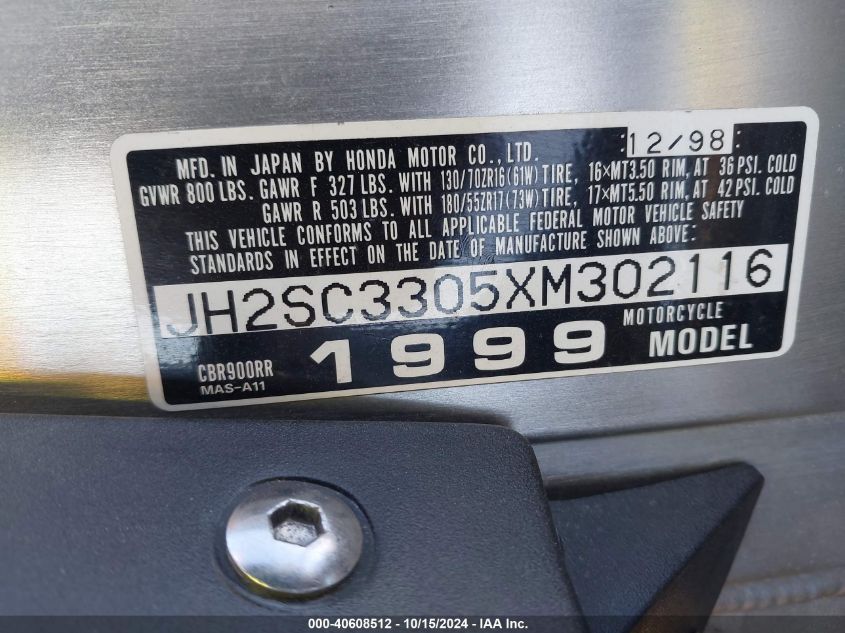 12/98
MFD. IN JAPAN BY HONDA MOTOR CO., LTD.
GVWR 800 LBS. GAWR F 327 LBS. WITH 130/70ZR16(61W)TIRE, 16×MT3.50 RIM, AT 36 PSI. COLD
GAWR R 503 LBS. WITH 180/55ZR17(73W)TIRE, 17×MT5.50 RIM, AT 42 PSI. COLD
THIS VEHICLE CONFORMS TO ALL APPLICABLE FEDERAL MOTOR VEHICLE SAFETY
STANDARDS IN EFFECT ON THE DATE OF MANUFACTURE SHOWN ABOVE:
JH2SC3305XM302116
CBR900RR 1999 MOTORCYCLE
MAS-A11 MODEL
000-40608512 / 10/15/2024 - IAA Inc.